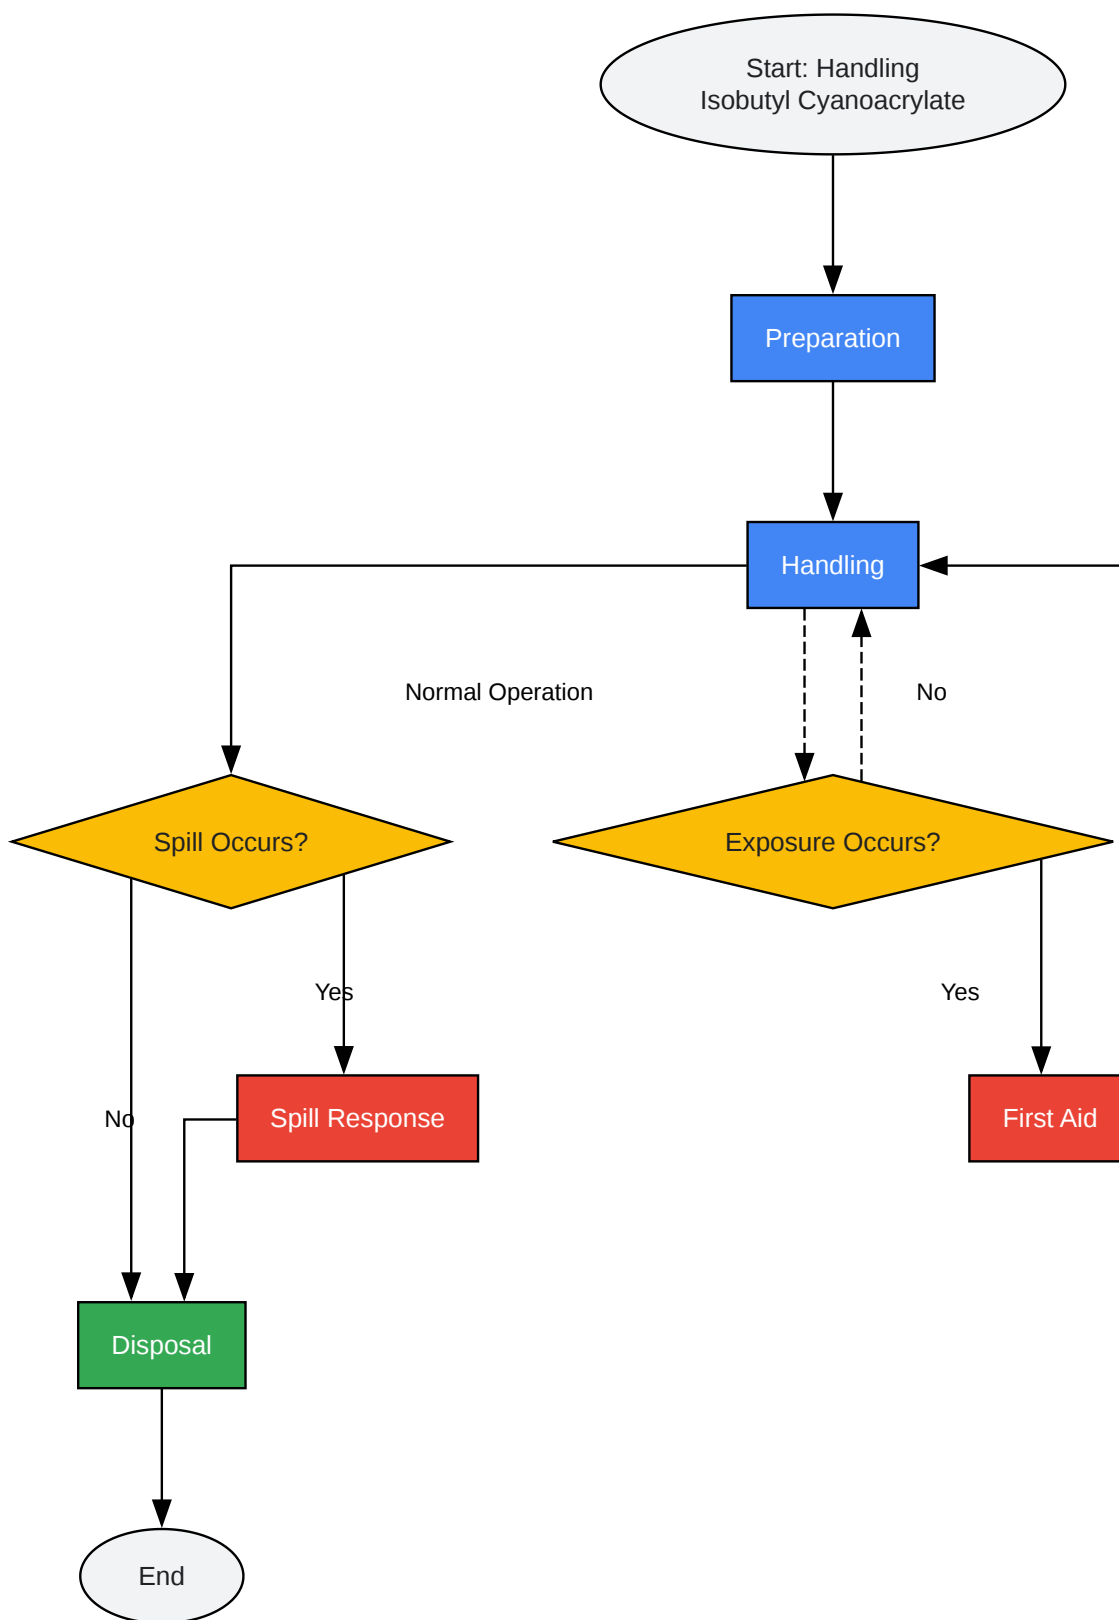 Start: Handling
Isobutyl Cyanoacrylate
Preparation
Handling
Normal Operation
No
Spill Occurs?
Exposure Occurs?
Yes
Yes
No
Spill Response
First Aid
Disposal
End